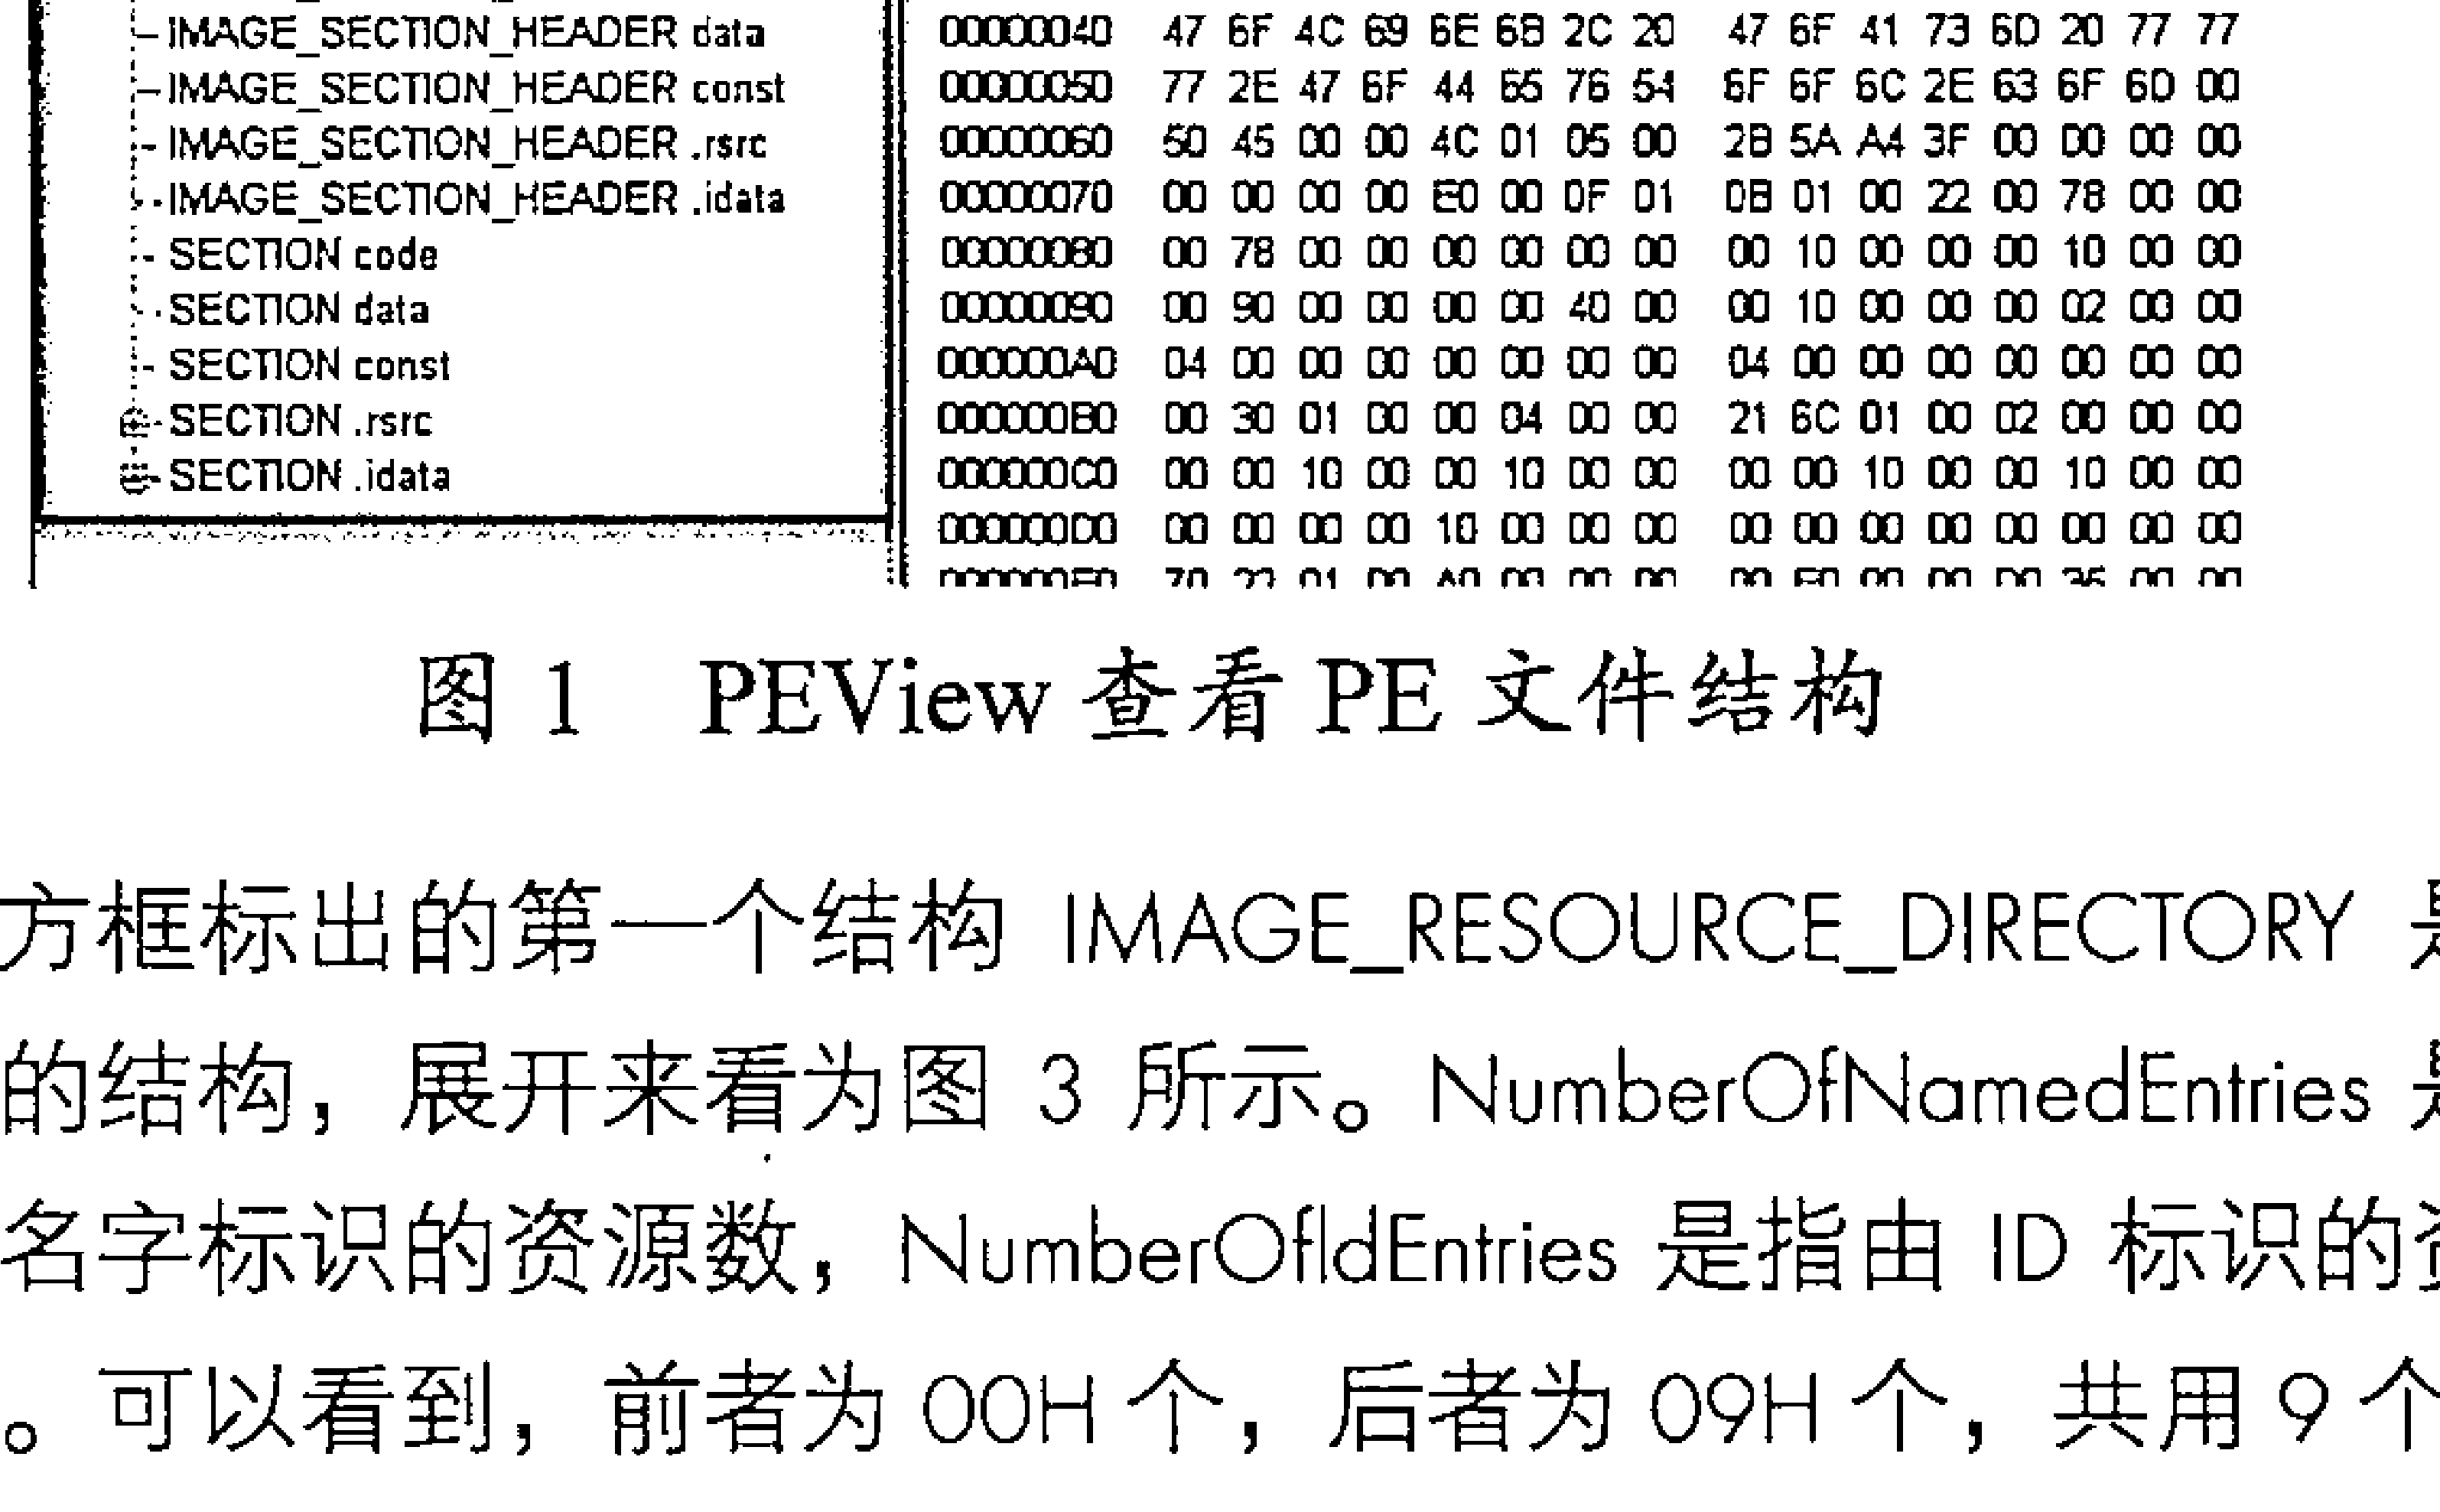 IMAGE_SECTION_HEADER data
IMAGE_SECTION_HEADER const
IMAGE_SECTION_HEADER .rsrc
IMAGE_SECTION_HEADER .idata
SECTION code
SECTION data
SECTION const
SECTION .rsrc
SECTION .idata
00000040 47 6F 4C 69 6E 6B 2C 20 47 6F 41 73 6D 20 77 77
00000050 77 2E 47 6F 44 65 76 54 6F 6F 6C 2E 63 6F 6D 00
00000060 50 45 00 00 4C 01 05 00 2B 5A A4 3F 00 00 00 00
00000070 00 00 00 00 E0 00 0F 01 0B 01 00 22 00 78 00 00
00000080 00 78 00 00 00 00 00 00 00 10 00 00 00 10 00 00
00000090 00 90 00 00 00 00 40 00 00 10 00 00 00 02 00 00
000000A0 04 00 00 00 00 00 00 00 04 00 00 00 00 00 00 00
000000B0 00 30 01 00 00 04 00 00 21 6C 01 00 02 00 00 00
000000C0 00 00 10 00 00 10 00 00 00 00 10 00 00 10 00 00
000000D0 00 00 00 00 10 00 00 00 00 00 00 00 00 00 00 00
图 1 PEView 查看 PE 文件结构
方框标出的第一个结构 IMAGE_RESOURCE_DIRECTORY
的结构，展开来看为图 3 所示。NumberOfNamedEntries
名字标识的资源数，NumberOfIdEntries 是指由 ID 标识的
。可以看到，前者为 00H 个，后者为 09H 个，共用 9 个